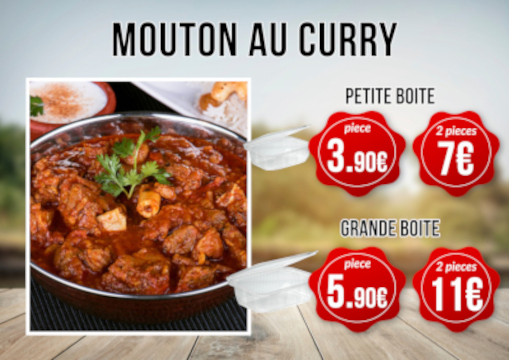 MOUTON AU CURRY
PETITE BOITE
piece
3.90€
2 pieces
7€
GRANDE BOITE
piece
5.90€
2 pieces
11€